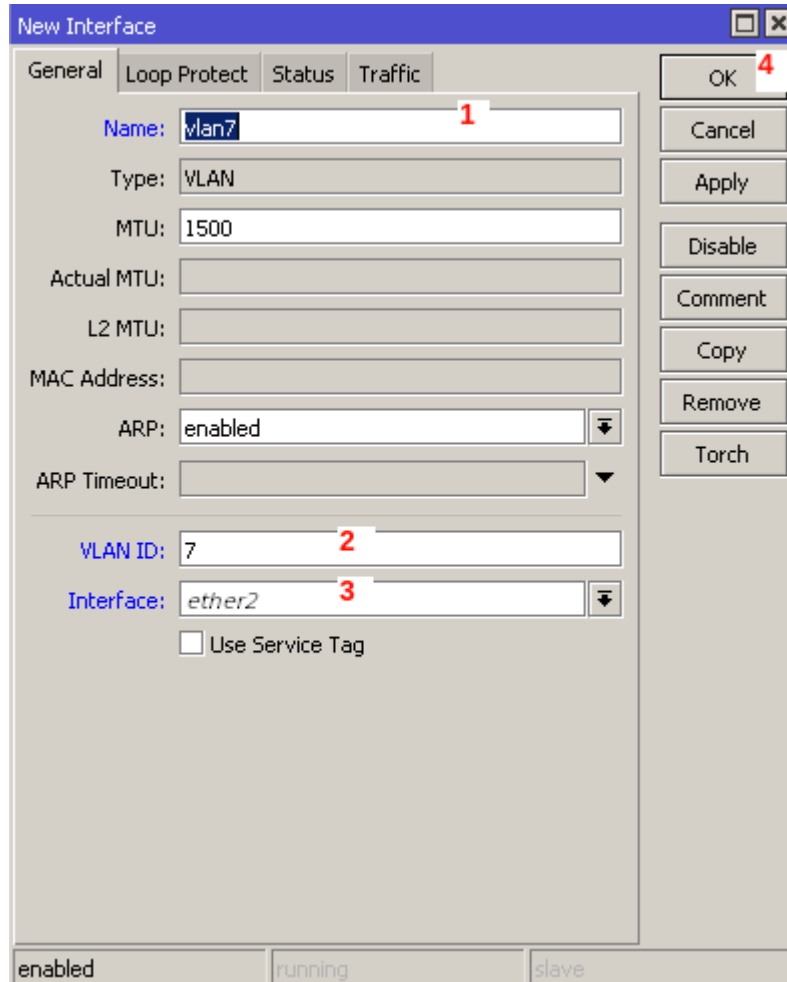 New Interface
General Loop Protect Status Traffic
OK 4
Name: vlan7 1
Cancel
Type: VLAN
Apply
MTU: 1500
Disable
Actual MTU:
Comment
L2 MTU:
Copy
MAC Address:
Remove
ARP: enabled
Torch
ARP Timeout:
VLAN ID: 7 2
Interface: ether2 3
Use Service Tag
enabled running slave